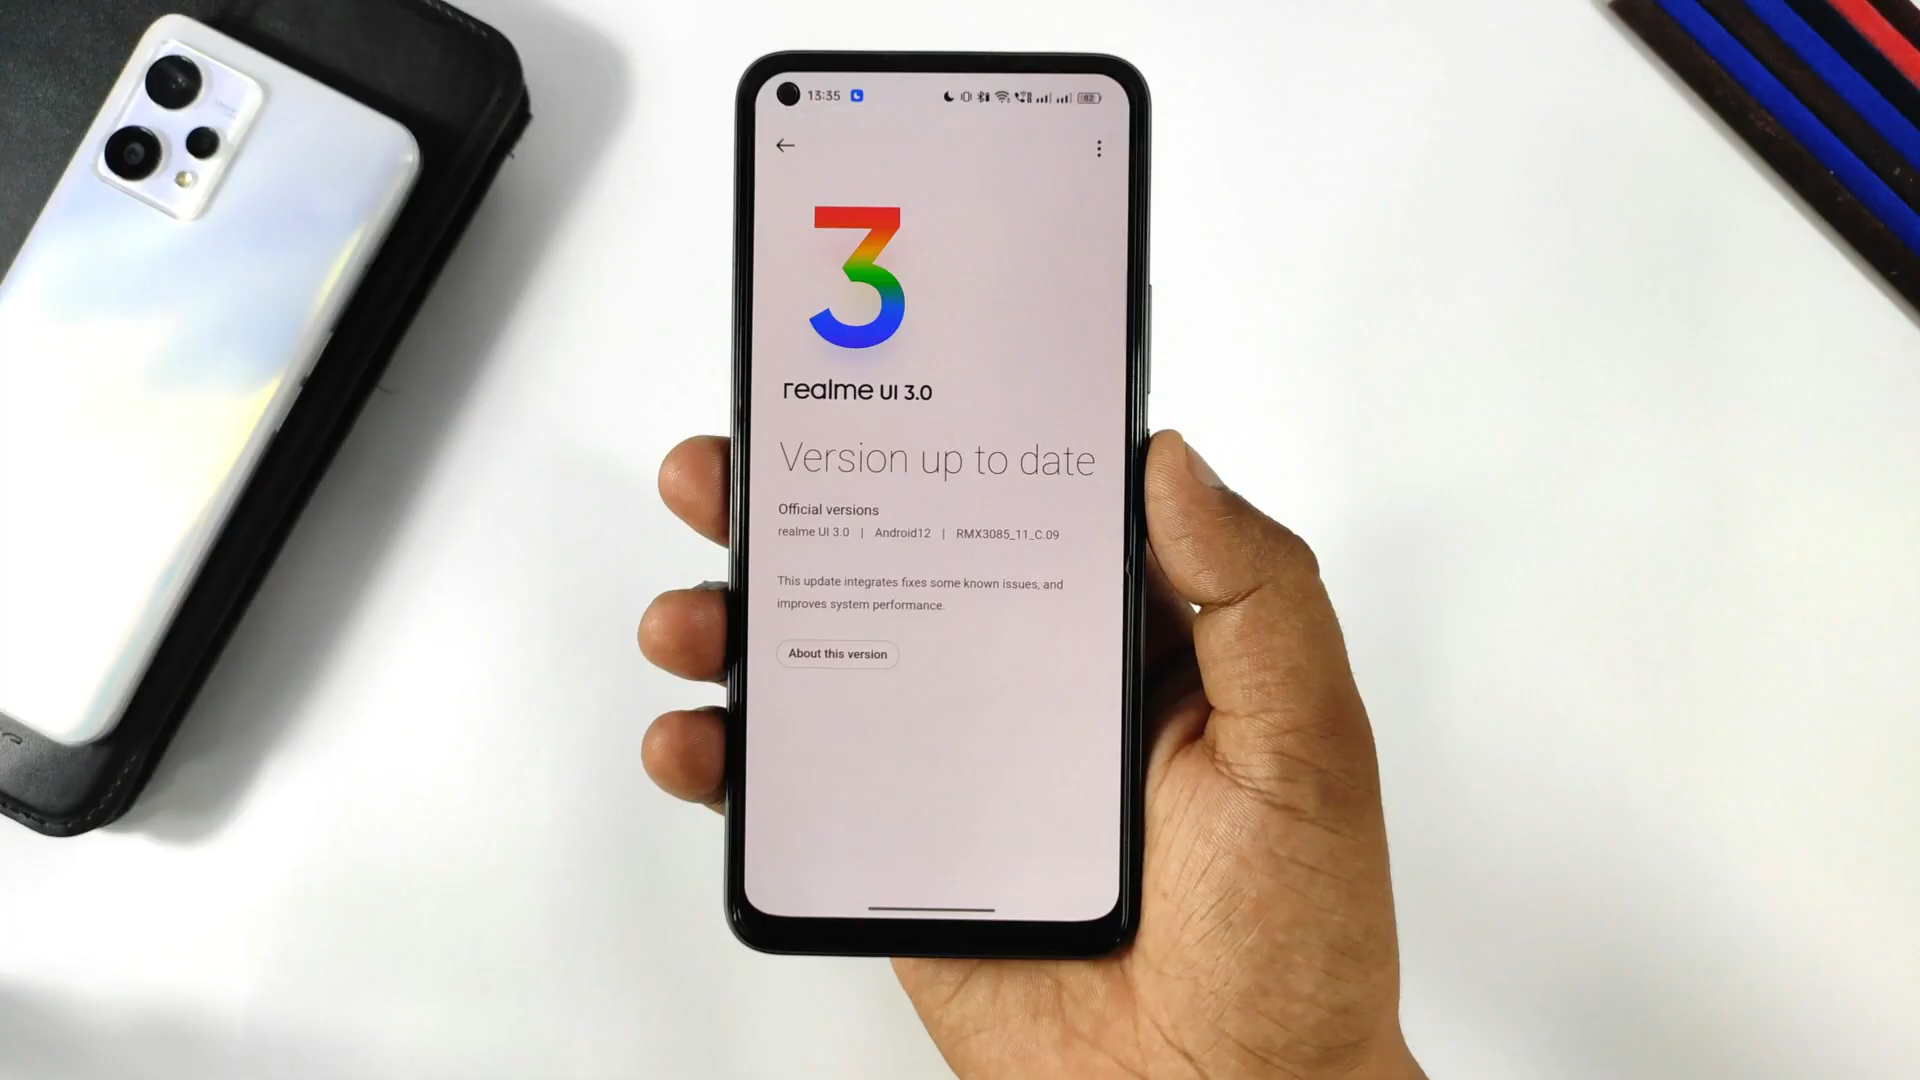 13:35
82
3
realme UI 3.0
Version up to date
Official versions
realme UI 3.0 | Android12 | RMX3085_11_C.09
This update integrates fixes some known issues, and
improves system performance.
About this version